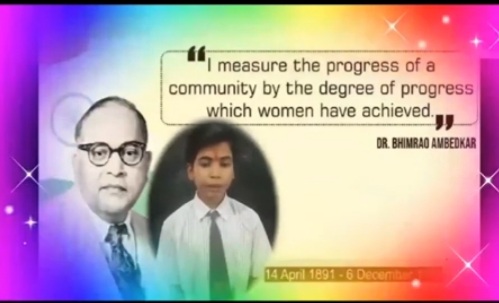 "I measure the progress of a
community by the degree of progress
which women have achieved."
DR. BHIMRAO AMBEDKAR
14 April 1891 - 6 December